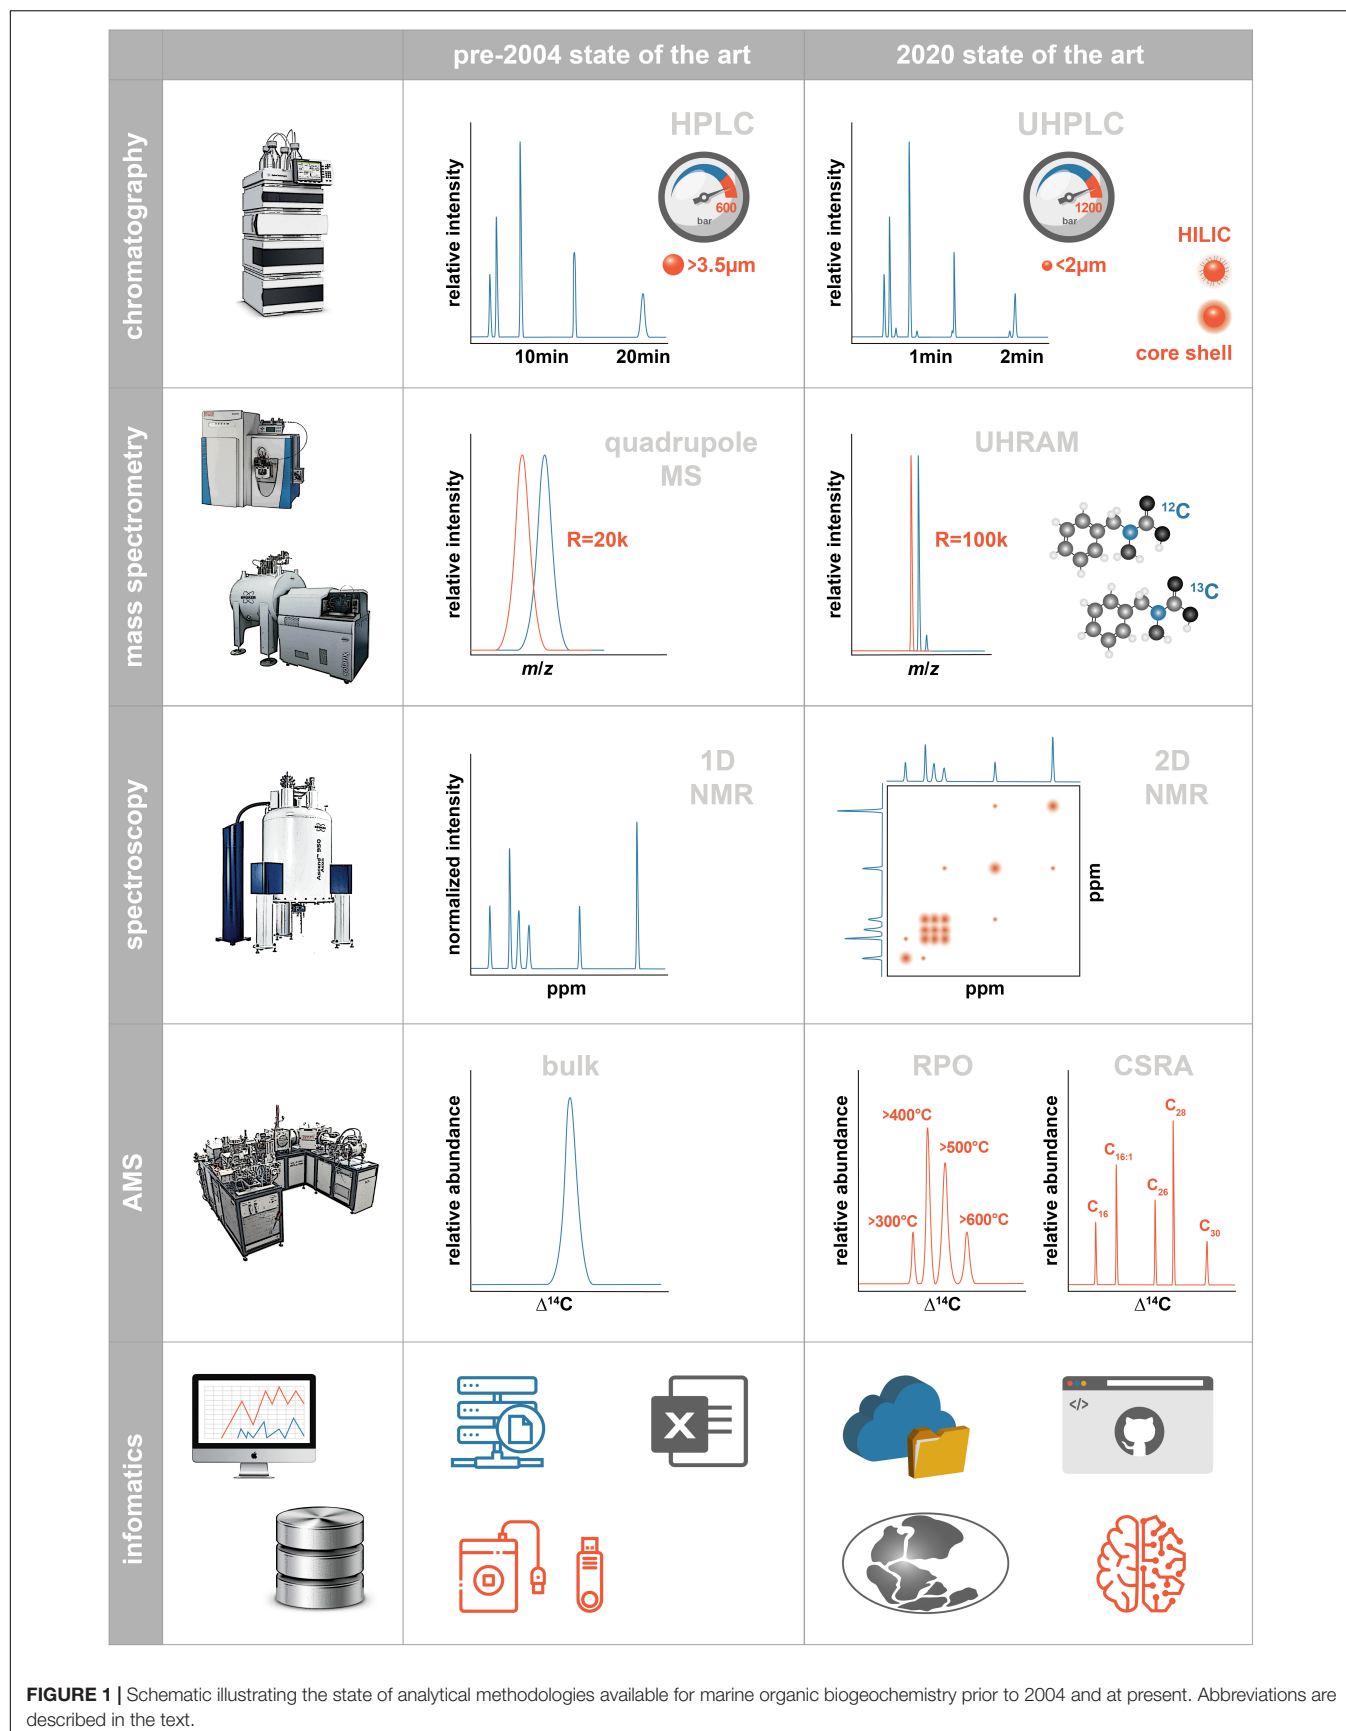 pre-2004 state of the art
2020 state of the art
chromatography
HPLC
relative intensity
600
bar
>3.5µm
10min
20min
UHPLC
relative intensity
1200
bar
<2µm
HILIC
core shell
1min
2min
mass spectrometry
quadrupole
MS
relative intensity
R=20k
m/z
UHRAM
relative intensity
R=100k
m/z
¹²C
¹³C
spectroscopy
Ascend™ 950
1D
NMR
normalized intensity
ppm
2D
NMR
ppm
ppm
AMS
bulk
relative abundance
Δ¹⁴C
RPO
relative abundance
>300°C
>400°C
>500°C
>600°C
Δ¹⁴C
CSRA
relative abundance
C₁₆
C₁₆:₁
C₂₆
C₂₈
C₃₀
Δ¹⁴C
infomatics
X
</>
FIGURE 1 | Schematic illustrating the state of analytical methodologies available for marine organic biogeochemistry prior to 2004 and at present. Abbreviations are
described in the text.